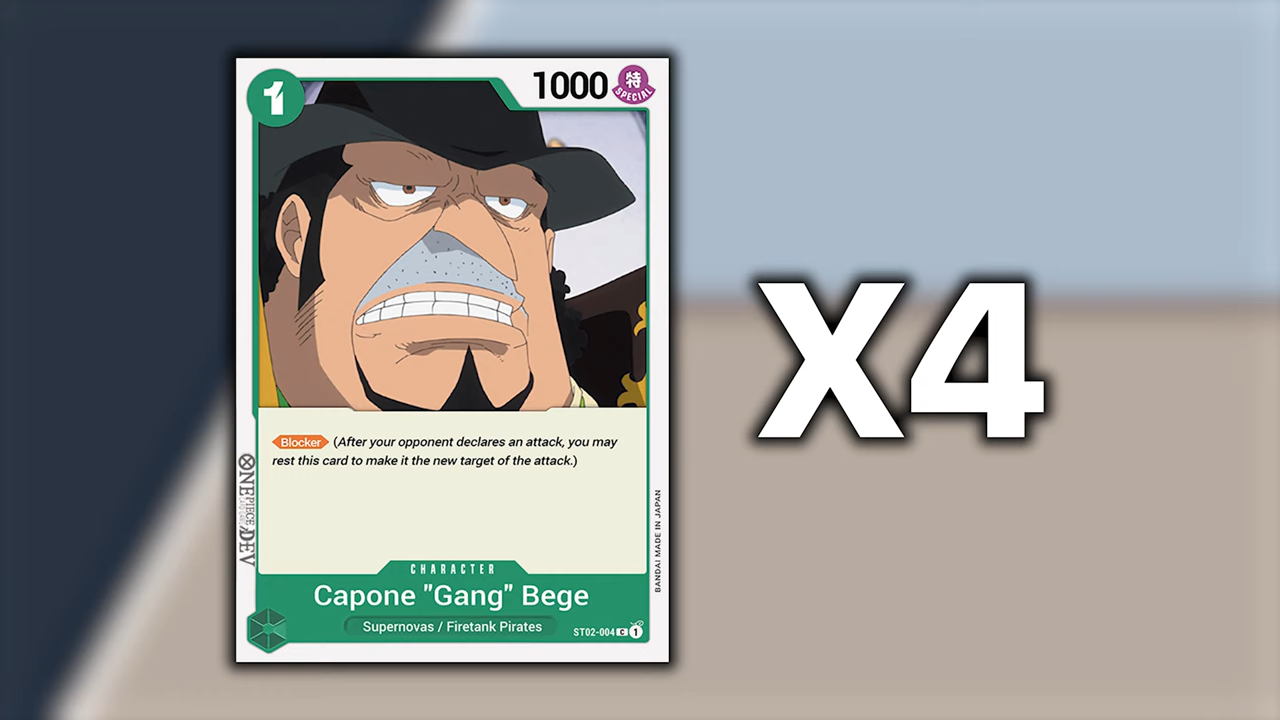 1
1000
特
SPECIAL
Blocker (After your opponent declares an attack, you may
rest this card to make it the new target of the attack.)
CHARACTER
Capone "Gang" Bege
Supernovas / Firetank Pirates
ST02-004 C 1
BANDAI MADE IN JAPAN
ONE PIECE
DEV
X4